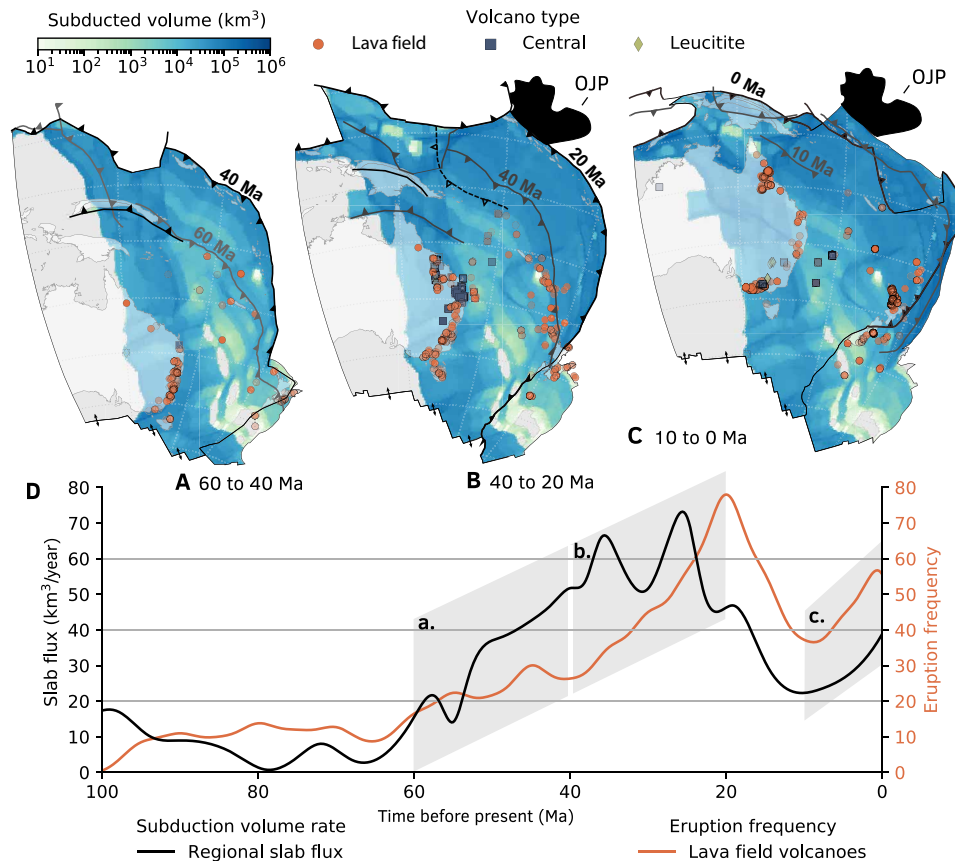 Subducted volume (km³)
10¹ 10² 10³ 10⁴ 10⁵ 10⁶
Volcano type
Lava field Central Leucitite
40 Ma
60 Ma
OJP
20 Ma
40 Ma
0 Ma
OJP
10 Ma
A 60 to 40 Ma
B 40 to 20 Ma
C 10 to 0 Ma
D
80
70
60
50
40
30
20
10
0
Slab flux (km³/year)
a.
b.
c.
80
70
60
50
40
30
20
10
0
Eruption frequency
100 80 60 40 20 0
Time before present (Ma)
Subduction volume rate
Regional slab flux
Eruption frequency
Lava field volcanoes